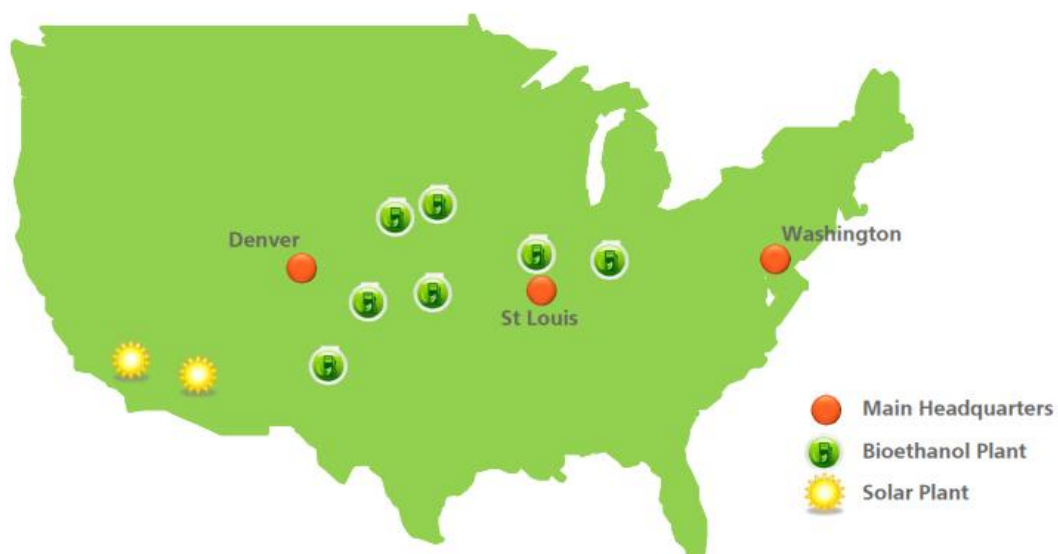 Denver
Washington
St Louis
Main Headquarters
Bioethanol Plant
Solar Plant